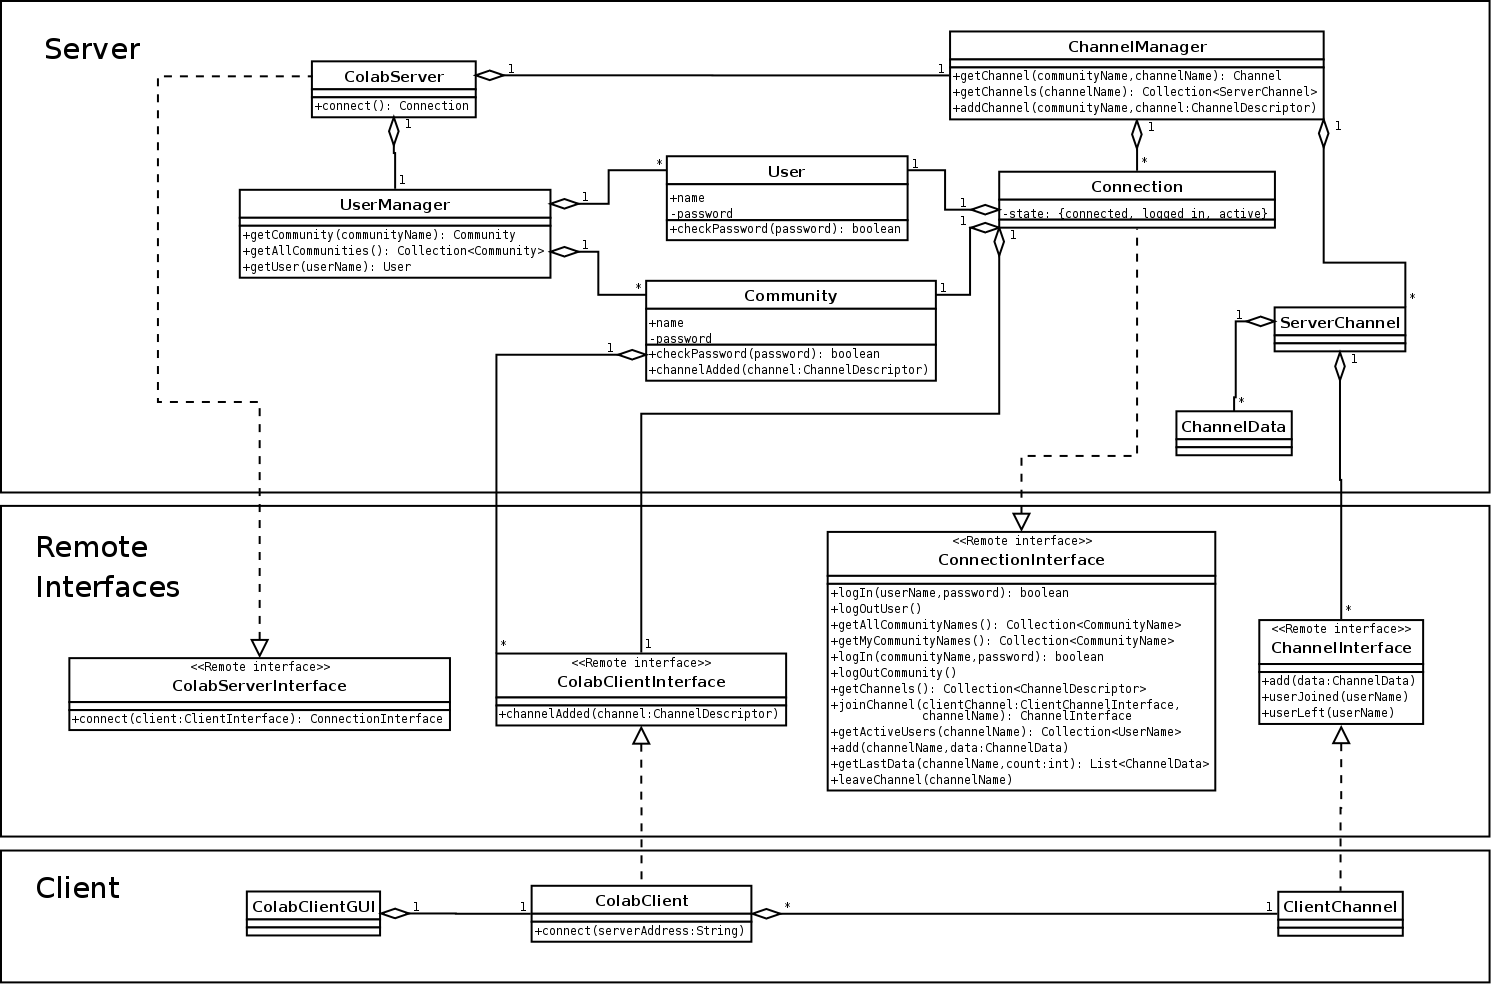 Server
ColabServer
+connect(): Connection
1
1
1
1
ChannelManager
+getChannel(communityName,channelName): Channel
+getChannels(channelName): Collection<ServerChannel>
+addChannel(communityName,channel:ChannelDescriptor)
1
*
1
*
UserManager
+getCommunity(communityName): Community
+getAllCommunities(): Collection<Community>
+getUser(userName): User
1
*
1
*
User
+name
-password
+checkPassword(password): boolean
1
1
Connection
-state: {connected, logged in, active}
1
1
1
Community
+name
-password
+checkPassword(password): boolean
+channelAdded(channel:ChannelDescriptor)
1
ServerChannel
1
*
1
ChannelData
Remote
Interfaces
<<Remote interface>>
ColabServerInterface
+connect(client:ClientInterface): ConnectionInterface
*
1
<<Remote interface>>
ColabClientInterface
+channelAdded(channel:ChannelDescriptor)
<<Remote interface>>
ConnectionInterface
+logIn(userName,password): boolean
+logOutUser()
+getAllCommunityNames(): Collection<CommunityName>
+getMyCommunityNames(): Collection<CommunityName>
+logIn(communityName,password): boolean
+logOutCommunity()
+getChannels(): Collection<ChannelDescriptor>
+joinChannel(clientChannel:ClientChannelInterface,
channelName): ChannelInterface
+getActiveUsers(channelName): Collection<UserName>
+add(channelName,data:ChannelData)
+getLastData(channelName,count:int): List<ChannelData>
+leaveChannel(channelName)
*
<<Remote interface>>
ChannelInterface
+add(data:ChannelData)
+userJoined(userName)
+userLeft(userName)
Client
ColabClientGUI
1
1
ColabClient
+connect(serverAddress:String)
*
1
ClientChannel